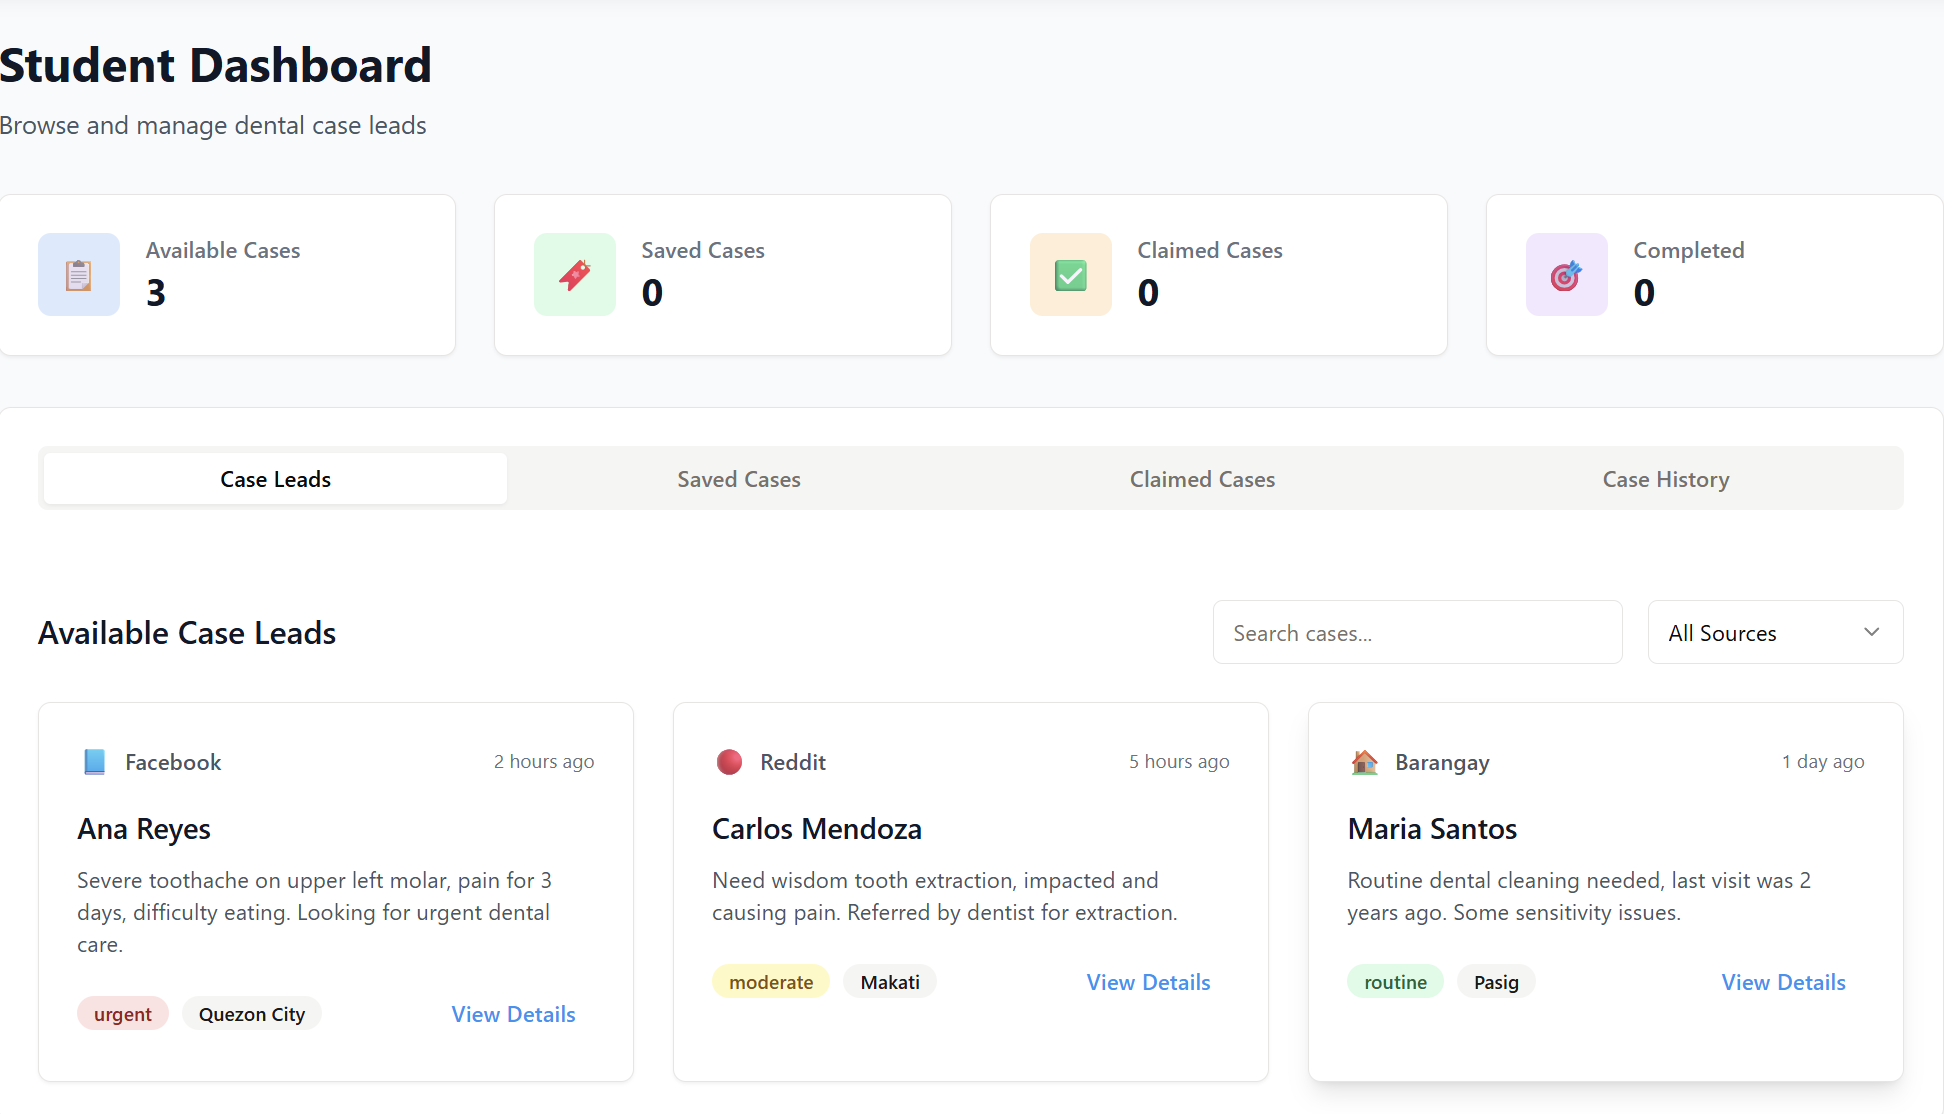 Student Dashboard
Browse and manage dental case leads
Available Cases
3
Saved Cases
0
Claimed Cases
0
Completed
0
Case Leads
Saved Cases
Claimed Cases
Case History
Available Case Leads
Search cases...
All Sources
Facebook
2 hours ago
Ana Reyes
Severe toothache on upper left molar, pain for 3
days, difficulty eating. Looking for urgent dental
care.
urgent
Quezon City
View Details
Reddit
5 hours ago
Carlos Mendoza
Need wisdom tooth extraction, impacted and
causing pain. Referred by dentist for extraction.
moderate
Makati
View Details
Barangay
1 day ago
Maria Santos
Routine dental cleaning needed, last visit was 2
years ago. Some sensitivity issues.
routine
Pasig
View Details